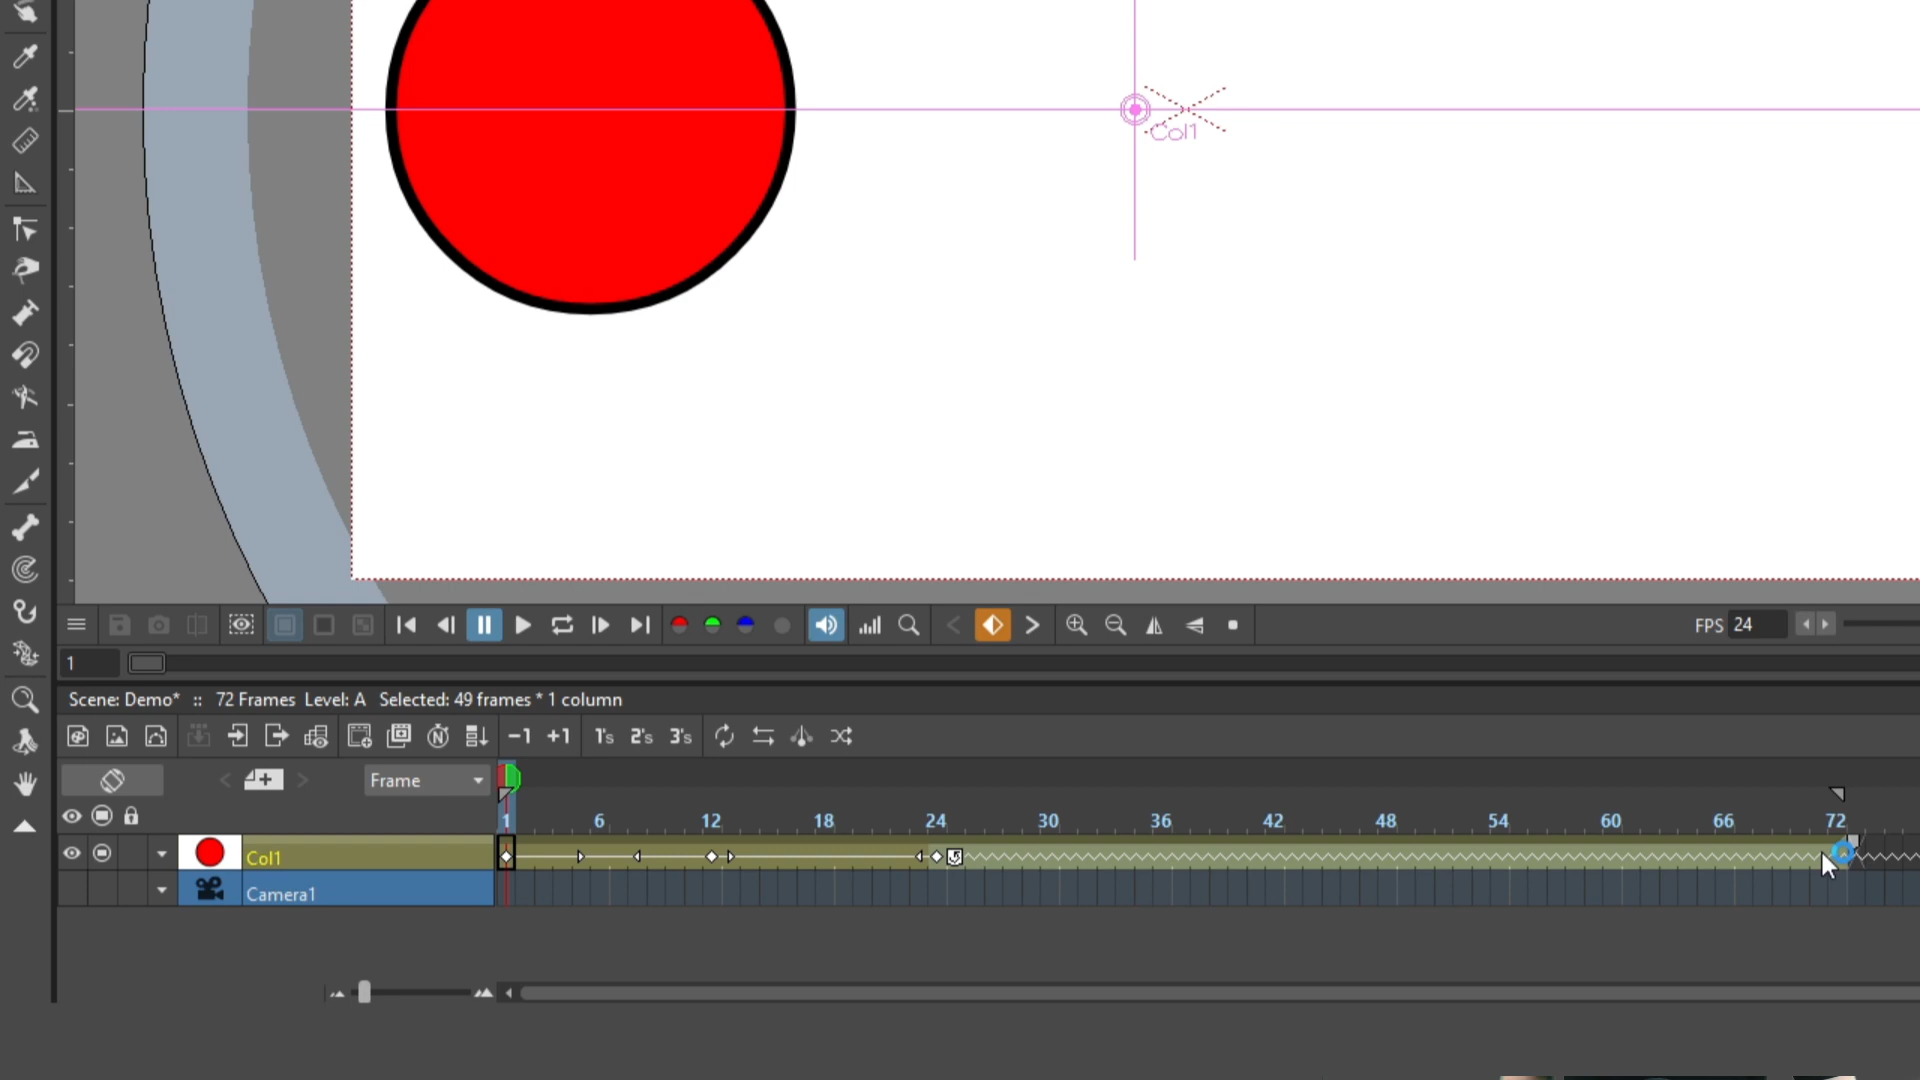 Col1
FPS 24
1
Scene: Demo* :: 72 Frames Level: A Selected: 49 frames * 1 column
N -1 +1 1's 2's 3's
Frame
1 6 12 18 24 30 36 42 48 54 60 66 72
Col1
Camera1